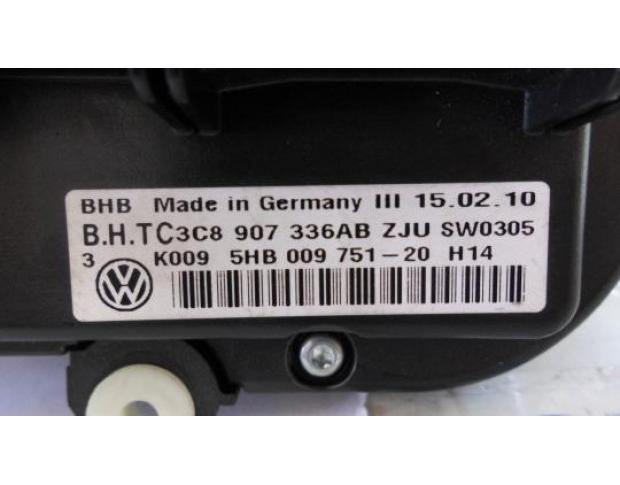 BHB Made in Germany III 15.02.10
B.H.TC3C8 907 336AB ZJU SW0305
3 K009 5HB 009 751-20 H14